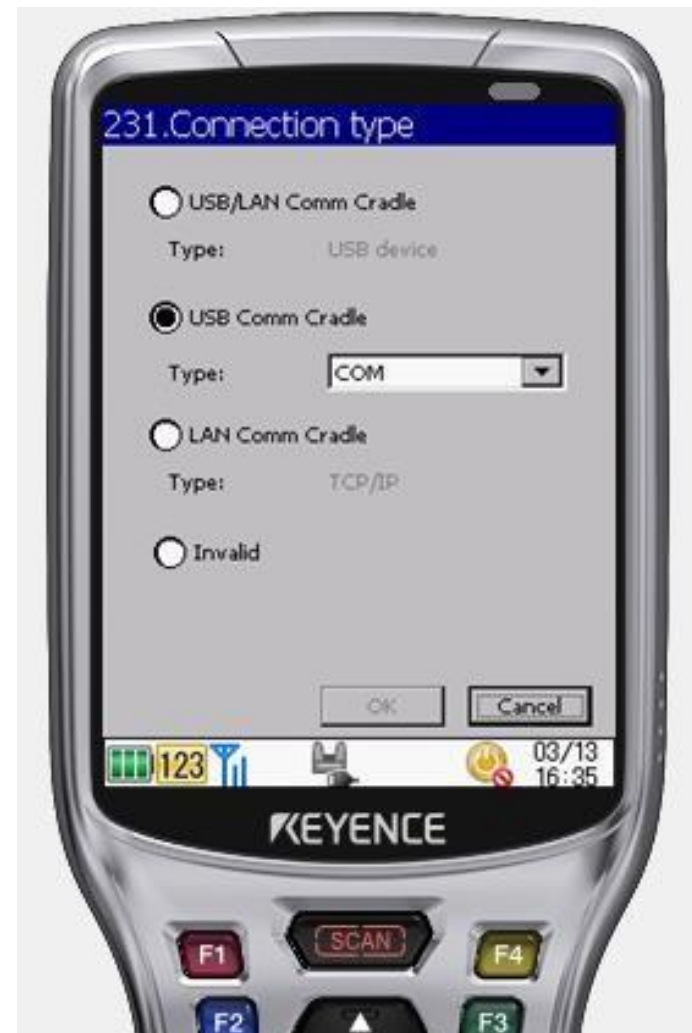 231.Connection type
USB/LAN Comm Cradle
Type: USB device
USB Comm Cradle
Type: COM
LAN Comm Cradle
Type: TCP/IP
Invalid
OK Cancel
123 03/13
16:35
KEYENCE
F1 SCAN F4
F2 F3